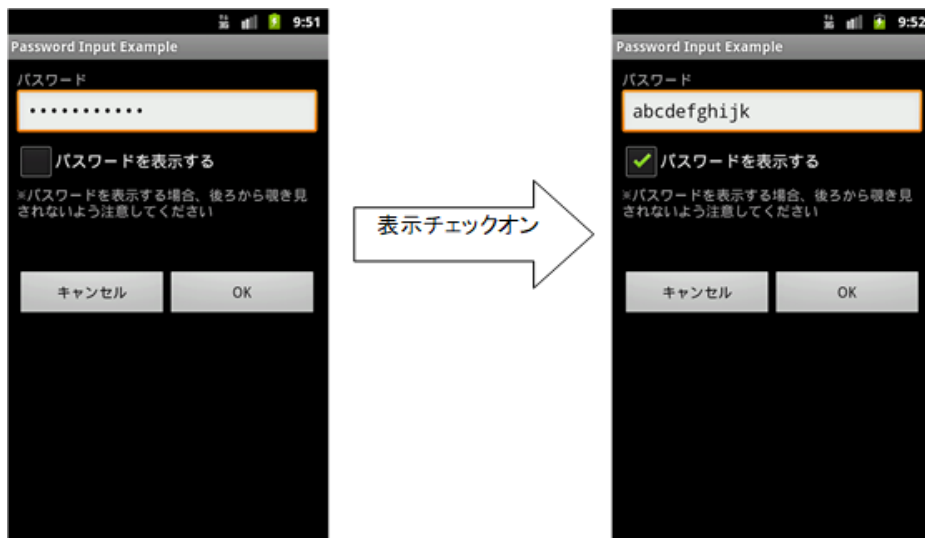 3G 9:51
Password Input Example
パスワード
•••••••••••
パスワードを表示する
※パスワードを表示する場合、後ろから覗き見
されないよう注意してください
キャンセル OK
表示チェックオン
3G 9:52
Password Input Example
パスワード
abcdefghijk
パスワードを表示する
※パスワードを表示する場合、後ろから覗き見
されないよう注意してください
キャンセル OK